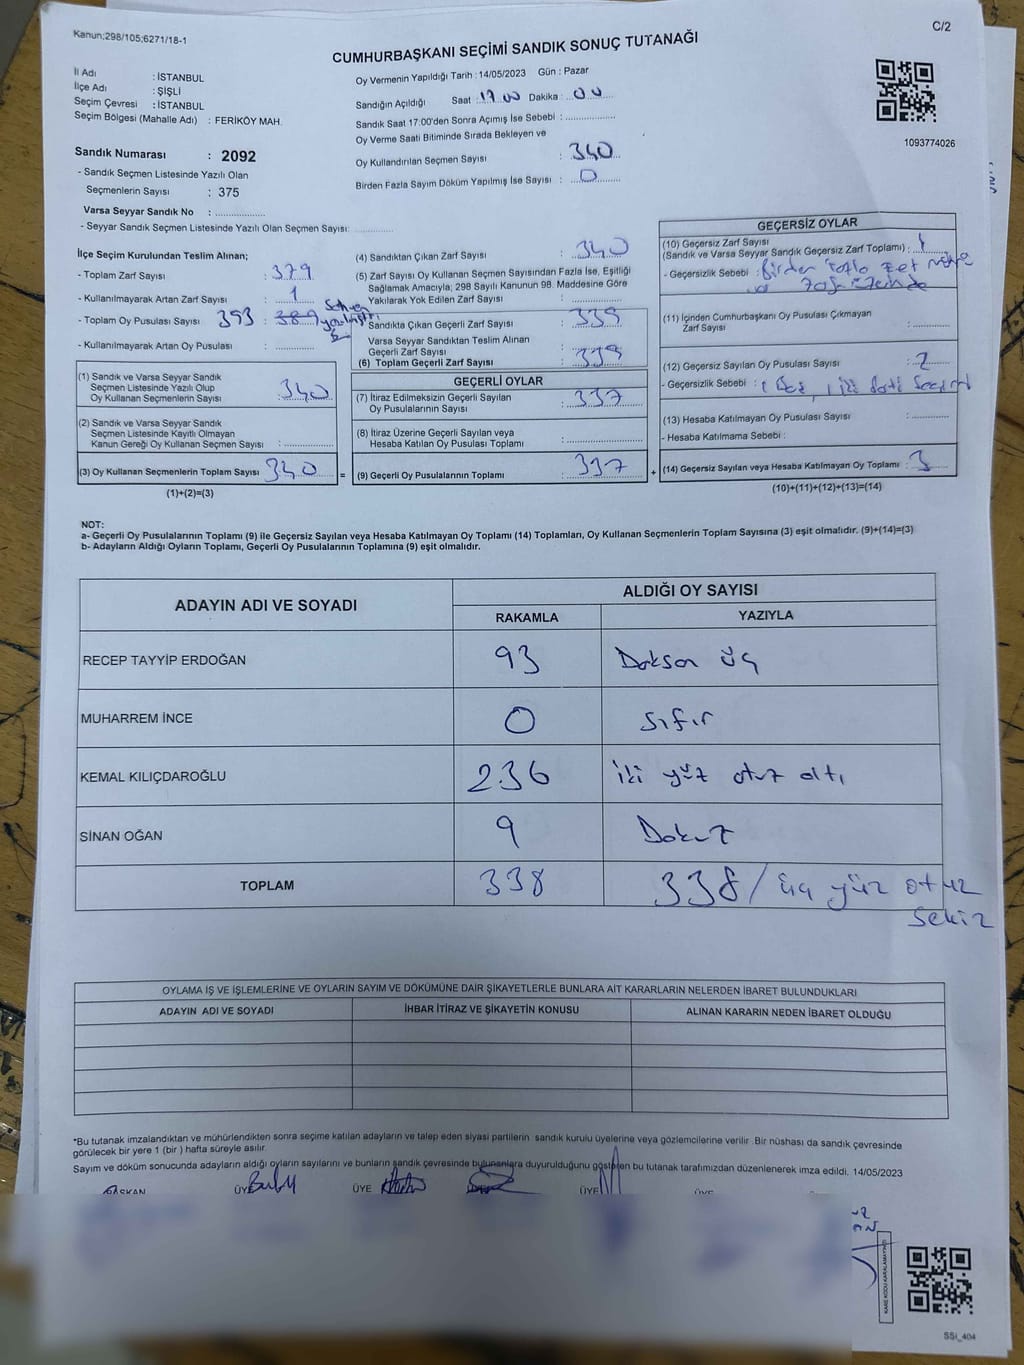 Kanun;298/105;6271/18-1
C/2
CUMHURBAŞKANI SEÇİMİ SANDIK SONUÇ TUTANAĞI
İl Adı : İSTANBUL
İlçe Adı : ŞİŞLİ
Seçim Çevresi : İSTANBUL
Seçim Bölgesi (Mahalle Adı) : FERİKÖY MAH.
Sandık Numarası : 2092
- Sandık Seçmen Listesinde Yazılı Olan
Seçmenlerin Sayısı : 375
Varsa Seyyar Sandık No :
- Seyyar Sandık Seçmen Listesinde Yazılı Olan Seçmen Sayısı:
Oy Vermenin Yapıldığı Tarih : 14/05/2023 Gün : Pazar
Sandığın Açıldığı Saat 17.00 Dakika : 00
Sandık Saat 17:00'den Sonra Açımış İse Sebebi :
Oy Verme Saati Bitiminde Sırada Bekleyen ve
Oy Kullandırılan Seçmen Sayısı : 340
Birden Fazla Sayım Döküm Yapılmış İse Sayısı : 0
1093774026
İlçe Seçim Kurulundan Teslim Alınan;
- Toplam Zarf Sayısı : 379
- Kullanılmayarak Artan Zarf Sayısı : 1
- Toplam Oy Pusulası Sayısı 393 : 389
- Kullanılmayarak Artan Oy Pusulası :
(1) Sandık ve Varsa Seyyar Sandık
Seçmen Listesinde Yazılı Olup
Oy Kullanan Seçmenlerin Sayısı : 340
(2) Sandık ve Varsa Seyyar Sandık
Seçmen Listesinde Kayıtlı Olmayan
Kanun Gereği Oy Kullanan Seçmen Sayısı :
(3) Oy Kullanan Seçmenlerin Toplam Sayısı 340
(1)+(2)=(3)
(4) Sandıktan Çıkan Zarf Sayısı : 340
(5) Zarf Sayısı Oy Kullanan Seçmen Sayısından Fazla İse, Eşitliği
Sağlamak Amacıyla; 298 Sayılı Kanunun 98. Maddesine Göre
Yakılarak Yok Edilen Zarf Sayısı :
Sandıkta Çıkan Geçerli Zarf Sayısı : 339
Varsa Seyyar Sandıktan Teslim Alınan
Geçerli Zarf Sayısı :
(6) Toplam Geçerli Zarf Sayısı : 339
GEÇERLİ OYLAR
(7) İtiraz Edilmeksizin Geçerli Sayılan
Oy Pusulalarının Sayısı : 337
(8) İtiraz Üzerine Geçerli Sayılan veya
Hesaba Katılan Oy Pusulası Toplamı :
= (9) Geçerli Oy Pusulalarının Toplamı : 337 +
GEÇERSİZ OYLAR
(10) Geçersiz Zarf Sayısı
(Sandık ve Varsa Seyyar Sandık Geçersiz Zarf Toplamı) : 1
- Geçersizlik Sebebi : Birden
(11) İçinden Cumhurbaşkanı Oy Pusulası Çıkmayan
Zarf Sayısı :
(12) Geçersiz Sayılan Oy Pusulası Sayısı : 2
- Geçersizlik Sebebi : 1 Boş, 1 iki
(13) Hesaba Katılmayan Oy Pusulası Sayısı :
- Hesaba Katılmama Sebebi :
(14) Geçersiz Sayılan veya Hesaba Katılmayan Oy Toplamı : 3
(10)+(11)+(12)+(13)=(14)
NOT:
a- Geçerli Oy Pusulalarının Toplamı (9) ile Geçersiz Sayılan veya Hesaba Katılmayan Oy Toplamı (14) Toplamları, Oy Kullanan Seçmenlerin Toplam Sayısına (3) eşit olmalıdır. (9)+(14)=(3)
b- Adayların Aldığı Oyların Toplamı, Geçerli Oy Pusulalarının Toplamına (9) eşit olmalıdır.
ADAYIN ADI VE SOYADI
ALDIĞI OY SAYISI
RAKAMLA YAZIYLA
RECEP TAYYİP ERDOĞAN 93 Doksan üç
MUHARREM İNCE 0 sıfır
KEMAL KILIÇDAROĞLU 236 iki yüz otuz altı
SİNAN OĞAN 9 Dokuz
TOPLAM 338 338/ üç yüz otuz
sekiz
OYLAMA İŞ VE İŞLEMLERİNE VE OYLARIN SAYIM VE DÖKÜMÜNE DAİR ŞİKAYETLERLE BUNLARA AİT KARARLARIN NELERDEN İBARET BULUNDUKLARI
ADAYIN ADI VE SOYADI İHBAR İTİRAZ VE ŞİKAYETİN KONUSU ALINAN KARARIN NEDEN İBARET OLDUĞU
*Bu tutanak imzalandıktan ve mühürlendikten sonra seçime katılan adayların ve talep eden siyasi partilerin sandık kurulu üyelerine veya gözlemcilerine verilir .Bir nüshası da sandık çevresinde
görülecek bir yere 1 (bir ) hafta süreyle asılır.
Sayım ve döküm sonucunda adayların aldığı oyların sayılarını ve bunların sandık çevresinde bulunanlara duyurulduğunu gösteren bu tutanak tarafımızdan düzenlenerek imza edildi. 14/05/2023
BAŞKAN ÜYE ÜYE ÜYE ÜYE
KARE KODU KARALAMAYINIZ!
SSİ_404